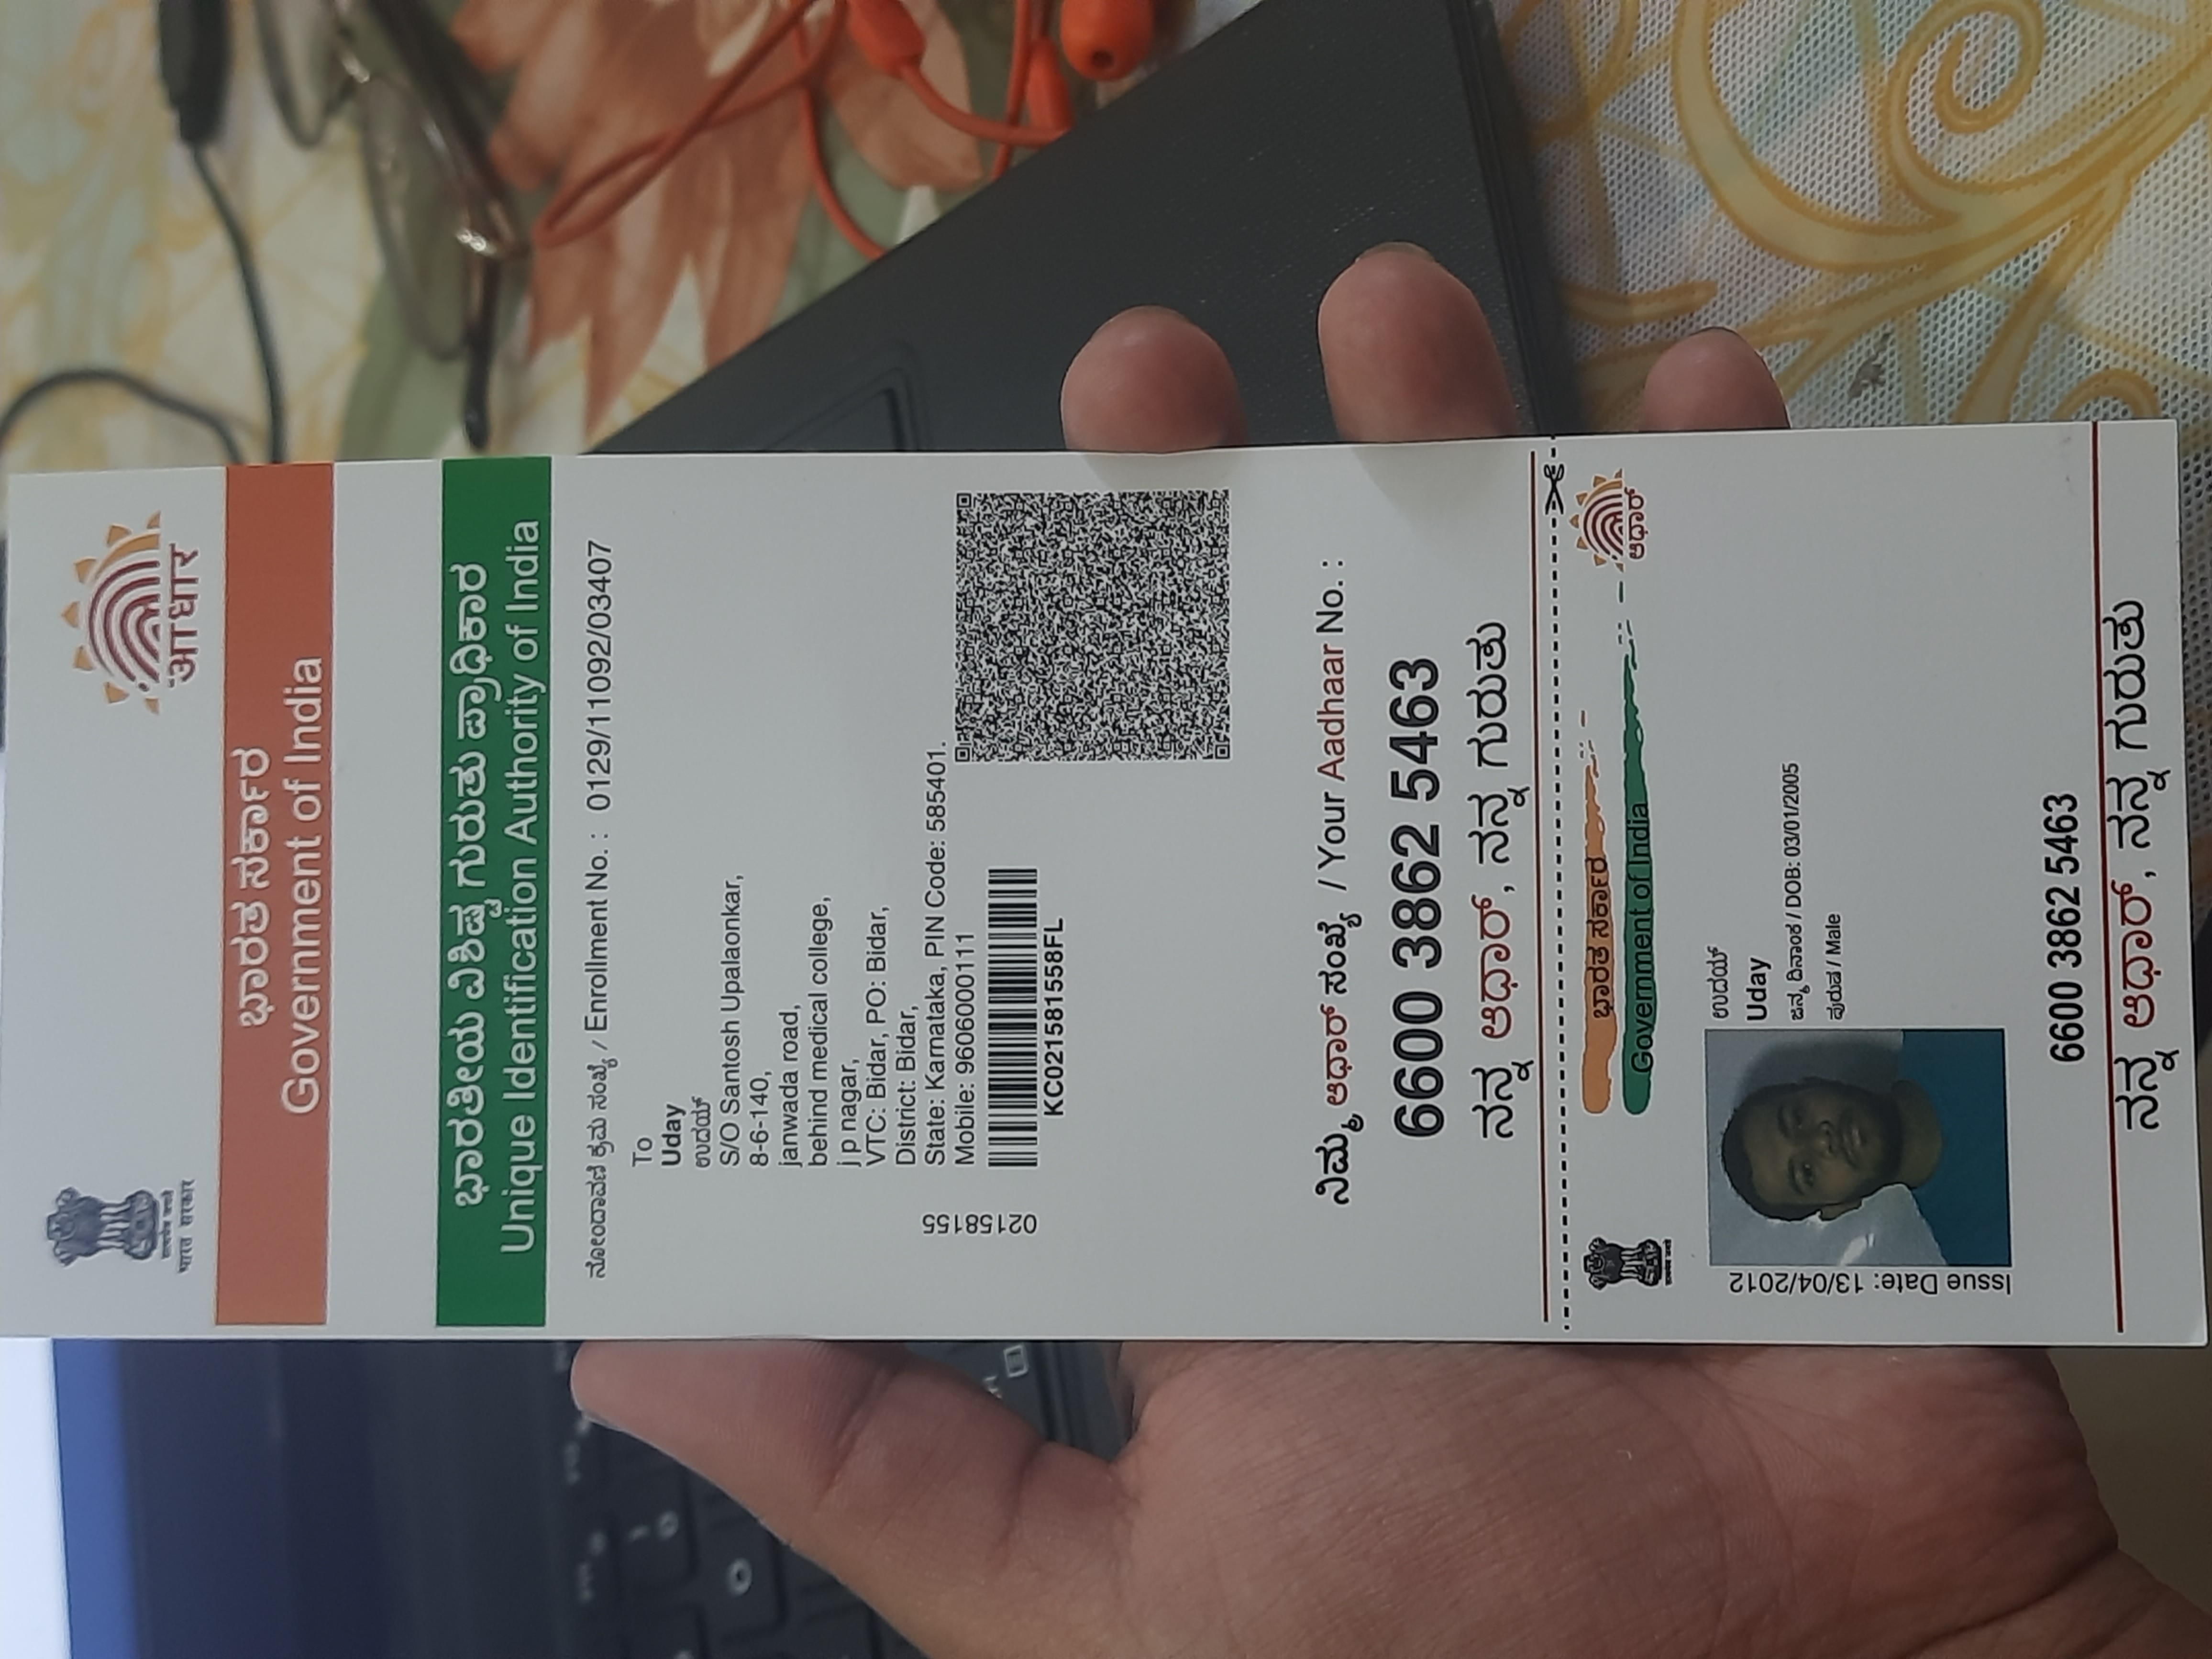 सत्यमेव जयते
भारत सरकार
आधार
ಭಾರತ ಸರ್ಕಾರ
Government of India
ಭಾರತೀಯ ವಿಶಿಷ್ಟ ಗುರುತು ಪ್ರಾಧಿಕಾರ
Unique Identification Authority of India
ನೋಂದಾವಣೆ ಕ್ರಮ ಸಂಖ್ಯೆ / Enrollment No. : 0129/11092/03407
To
Uday
ಉದಯ್
S/O Santosh Upalaonkar,
8-6-140,
janwada road,
behind medical college,
j p nagar,
VTC: Bidar, PO: Bidar,
District: Bidar,
State: Karnataka, PIN Code: 585401.
Mobile: 9606000111
02158155
KC021581558FL
ನಿಮ್ಮ ಆಧಾರ್ ಸಂಖ್ಯೆ / Your Aadhaar No. :
6600 3862 5463
ನನ್ನ ಆಧಾರ್, ನನ್ನ ಗುರುತು
ಭಾರತ ಸರ್ಕಾರ
Government of India
ಆಧಾರ್
Issue Date: 13/04/2012
ಉದಯ್
Uday
ಜನ್ಮ ದಿನಾಂಕ / DOB: 03/01/2005
ಪುರುಷ / Male
6600 3862 5463
ನನ್ನ ಆಧಾರ್, ನನ್ನ ಗುರುತು